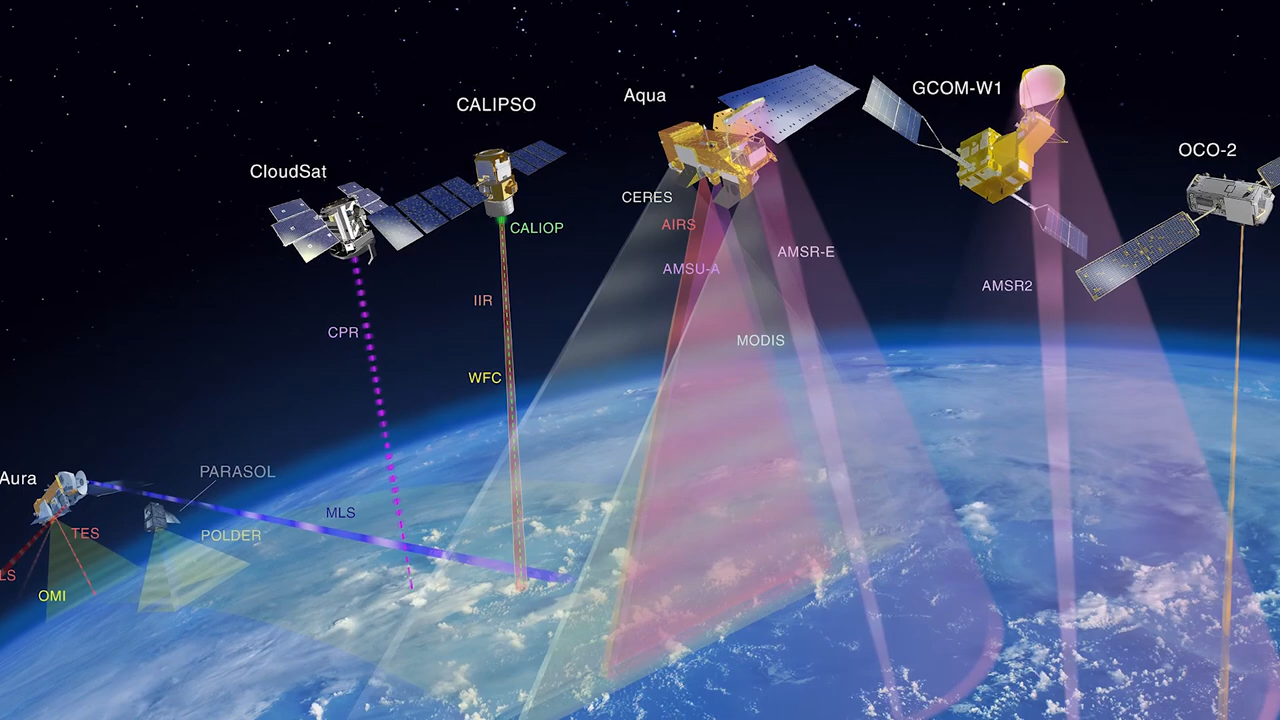 CALIPSO
Aqua
GCOM-W1
OCO-2
CloudSat
CERES
CALIOP
AIRS
AMSR-E
AMSU-A
AMSR2
IIR
CPR
MODIS
WFC
Aura
PARASOL
MLS
TES
POLDER
LS
OMI